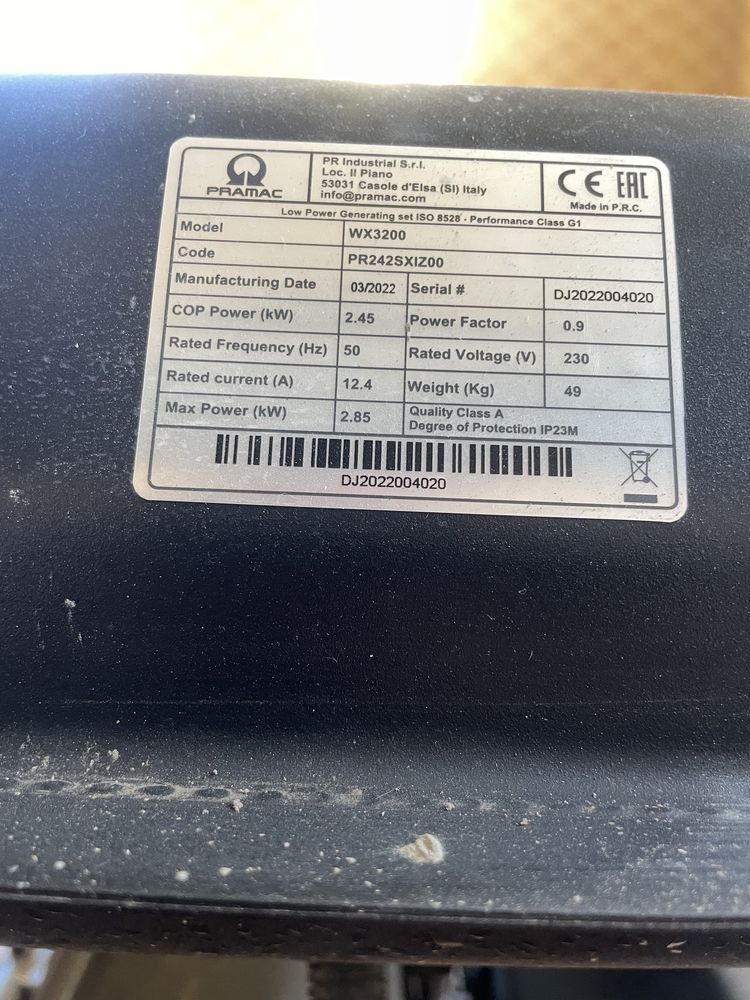 PRAMAC
PR Industrial S.r.l.
Loc. Il Piano
53031 Casole d'Elsa (SI) Italy
info@pramac.com
CE EAC
Made in P.R.C.
Low Power Generating set ISO 8528 - Performance Class G1
Model WX3200
Code PR242SXIZ00
Manufacturing Date 03/2022 Serial # DJ2022004020
COP Power (kW) 2.45 Power Factor 0.9
Rated Frequency (Hz) 50 Rated Voltage (V) 230
Rated current (A) 12.4 Weight (Kg) 49
Max Power (kW) 2.85 Quality Class A
Degree of Protection IP23M
DJ2022004020